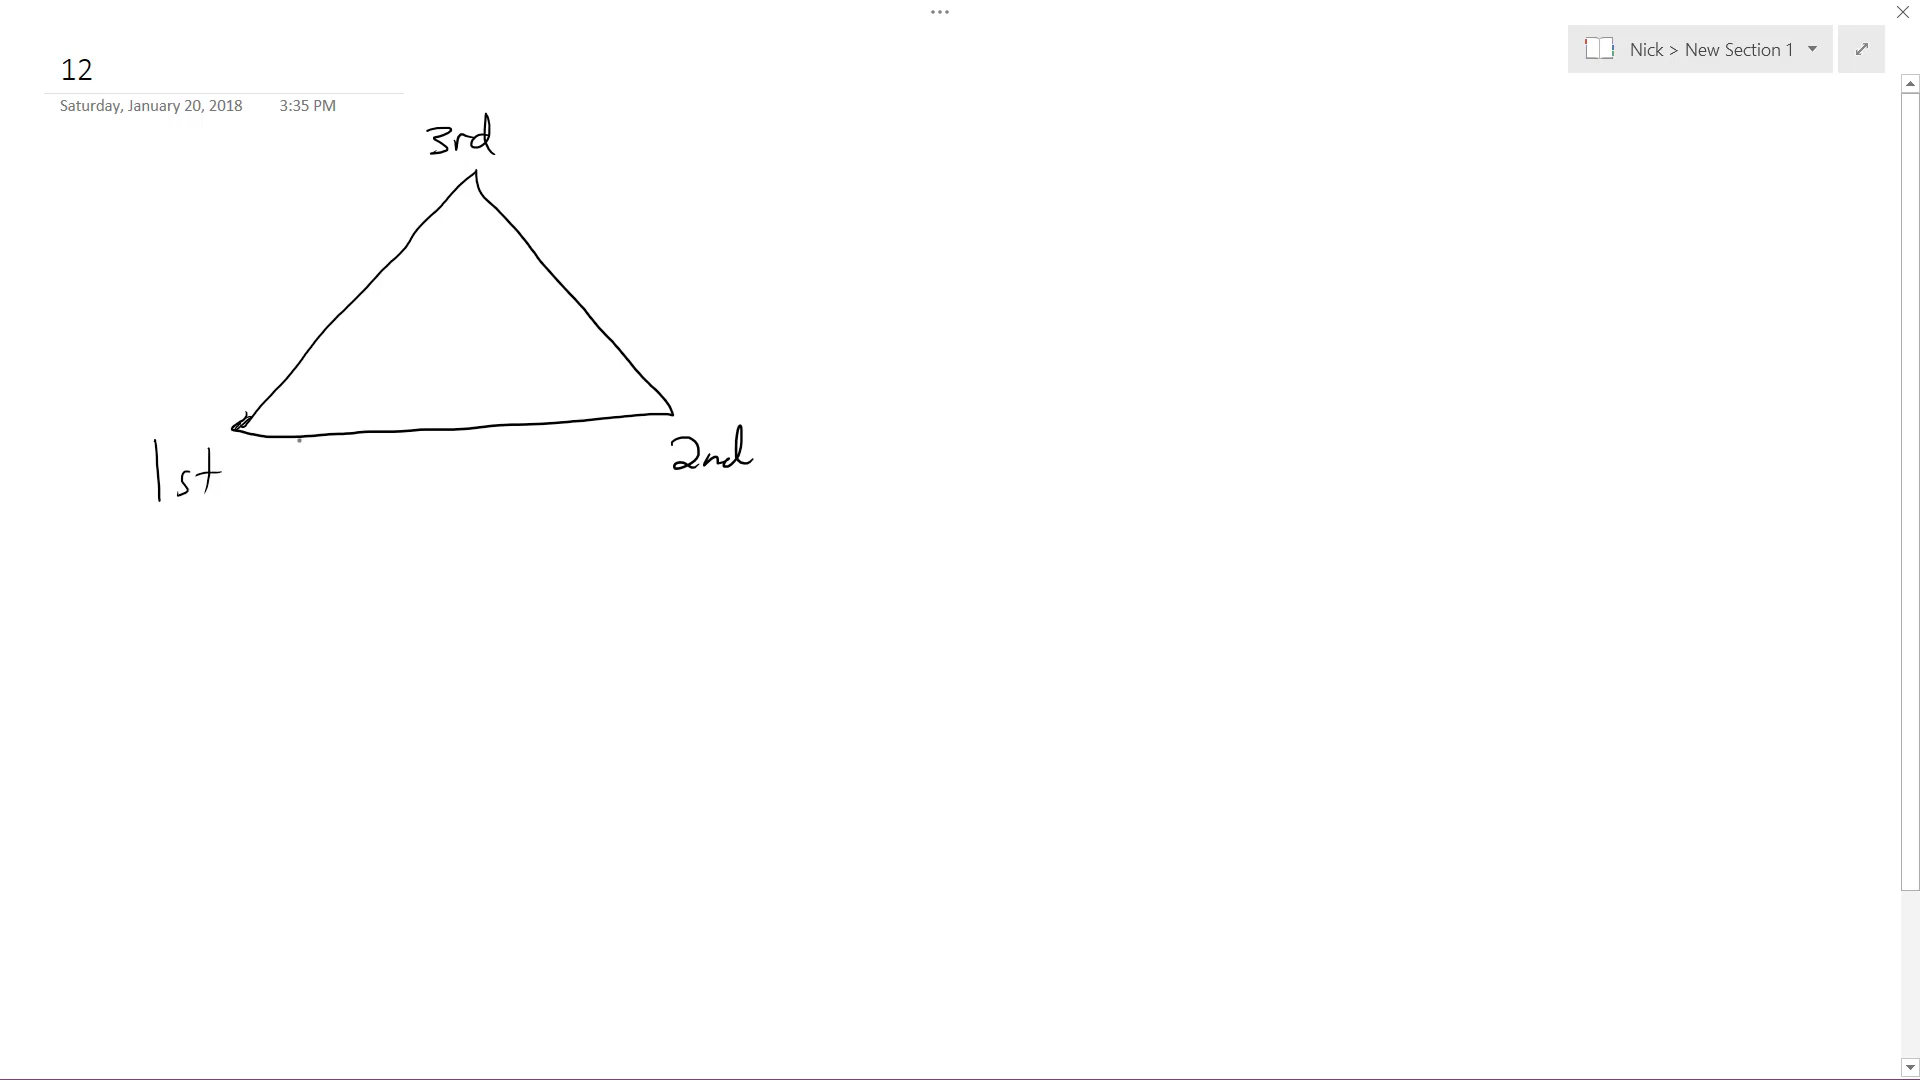 Nick > New Section 1
12
Saturday, January 20, 2018 3:35 PM
3rd
1st
2nd